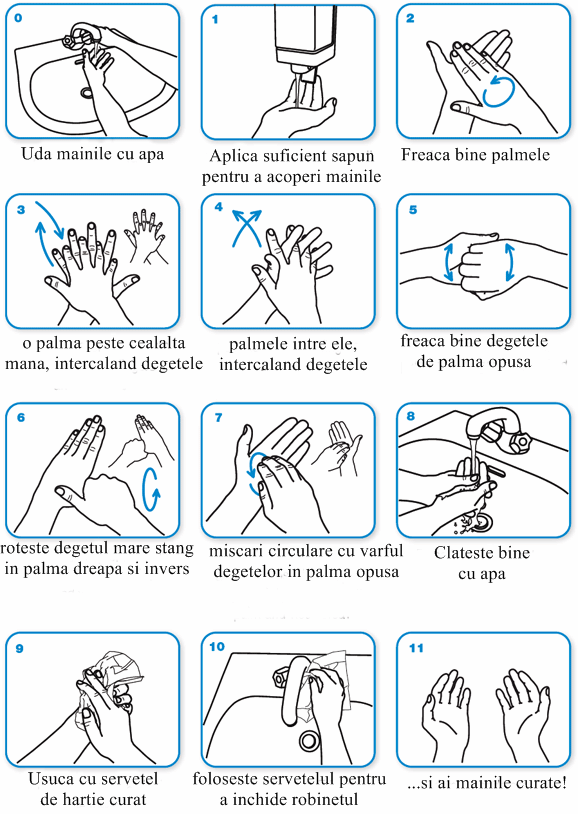 0
Uda mainile cu apa
1
Aplica suficient sapun
pentru a acoperi mainile
2
Freaca bine palmele
3
o palma peste cealalta
mana, intercaland degetele
4
palmele intre ele,
intercaland degetele
5
freaca bine degetele
de palma opusa
6
roteste degetul mare stang
in palma dreapa si invers
7
miscari circulare cu varful
degetelor in palma opusa
8
Clateste bine
cu apa
9
Usuca cu servetel
de hartie curat
10
foloseste servetelul pentru
a inchide robinetul
11
...si ai mainile curate!